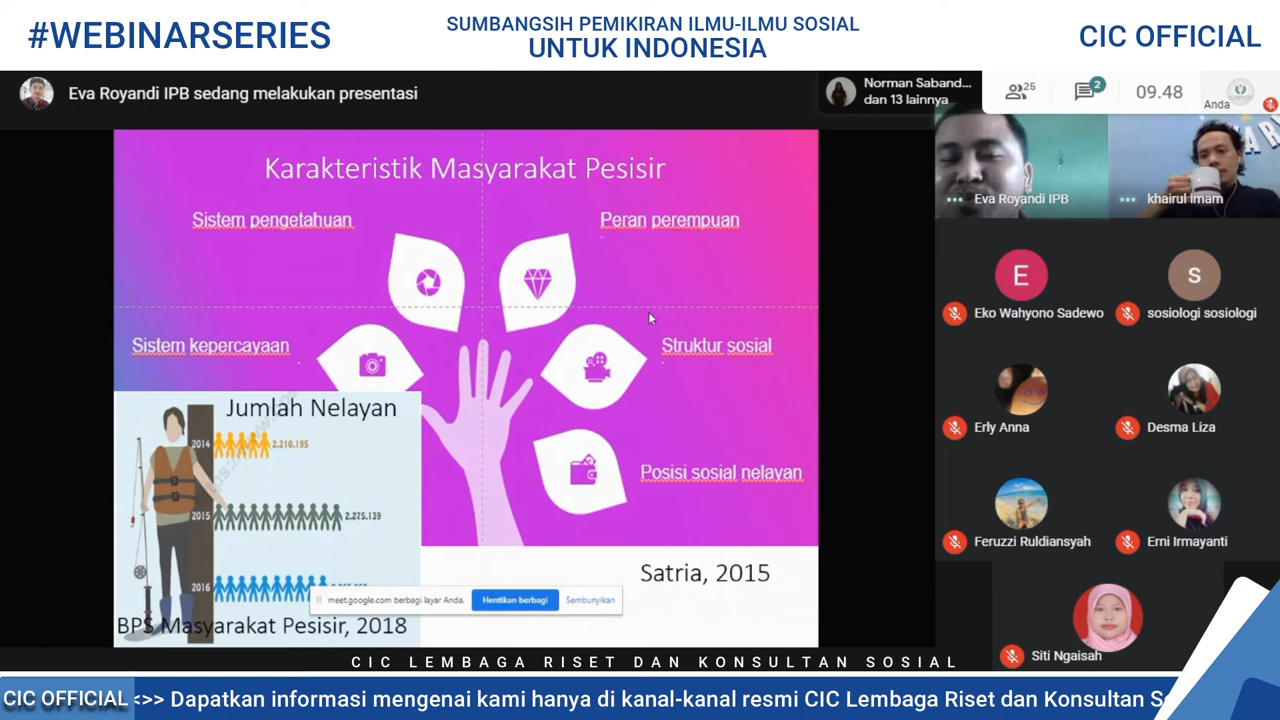 #WEBINARSERIES
SUMBANGSIH PEMIKIRAN ILMU-ILMU SOSIAL
UNTUK INDONESIA
CIC OFFICIAL
Eva Royandi IPB sedang melakukan presentasi
Norman Saband...
dan 13 lainnya
25
2
09.48
Anda
Karakteristik Masyarakat Pesisir
Sistem pengetahuan
Peran perempuan
Sistem kepercayaan
Struktur sosial
Posisi sosial nelayan
Jumlah Nelayan
2014
2.210.195
2015
2.275.139
2016
BPS Masyarakat Pesisir, 2018
Satria, 2015
meet.google.com berbagi layar Anda.
Hentikan berbagi
Sembunyikan
Eva Royandi IPB
khairul imam
E
Eko Wahyono Sadewo
s
sosiologi sosiologi
Erly Anna
Desma Liza
Feruzzi Ruldiansyah
Erni Irmayanti
Siti Ngaisah
CIC LEMBAGA RISET DAN KONSULTAN SOSIAL
CIC OFFICIAL
<>> Dapatkan informasi mengenai kami hanya di kanal-kanal resmi CIC Lembaga Riset dan Konsultan